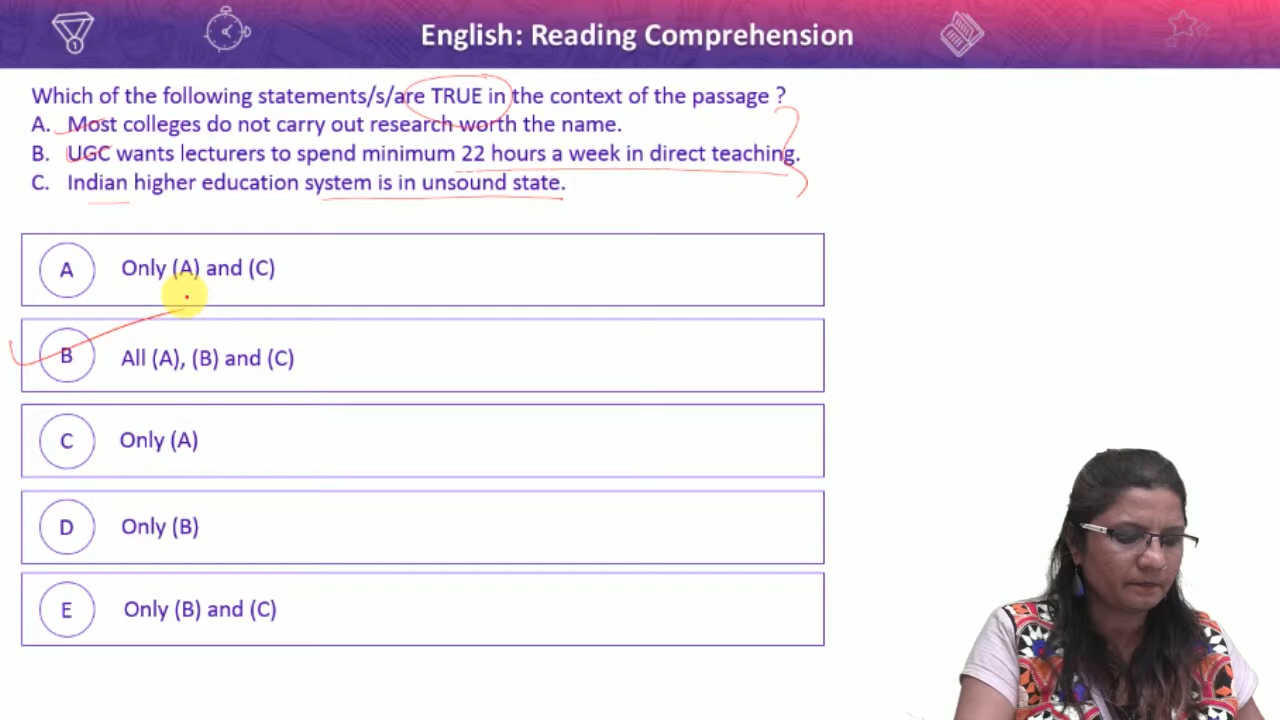 English: Reading Comprehension
Which of the following statements/s/are TRUE in the context of the passage ?
A. Most colleges do not carry out research worth the name.
B. UGC wants lecturers to spend minimum 22 hours a week in direct teaching.
C. Indian higher education system is in unsound state.
A Only (A) and (C)
B All (A), (B) and (C)
C Only (A)
D Only (B)
E Only (B) and (C)